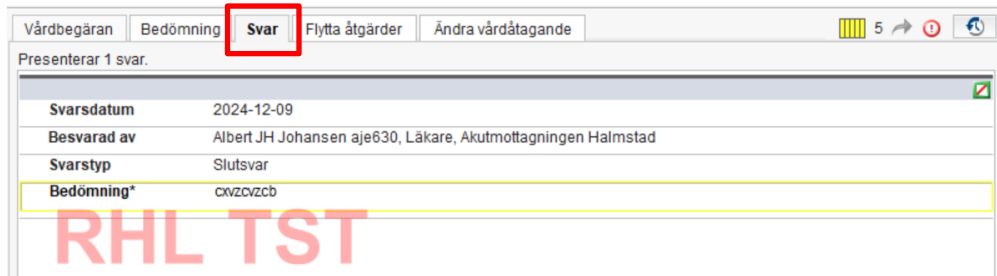 Vårdbegäran Bedömning Svar Flytta åtgärder Ändra vårdåtagande 5
Presenterar 1 svar.
Svarsdatum 2024-12-09
Besvarad av Albert JH Johansen aje630, Läkare, Akutmottagningen Halmstad
Svarstyp Slutsvar
Bedömning* cxvzcvzcb
RHL TST